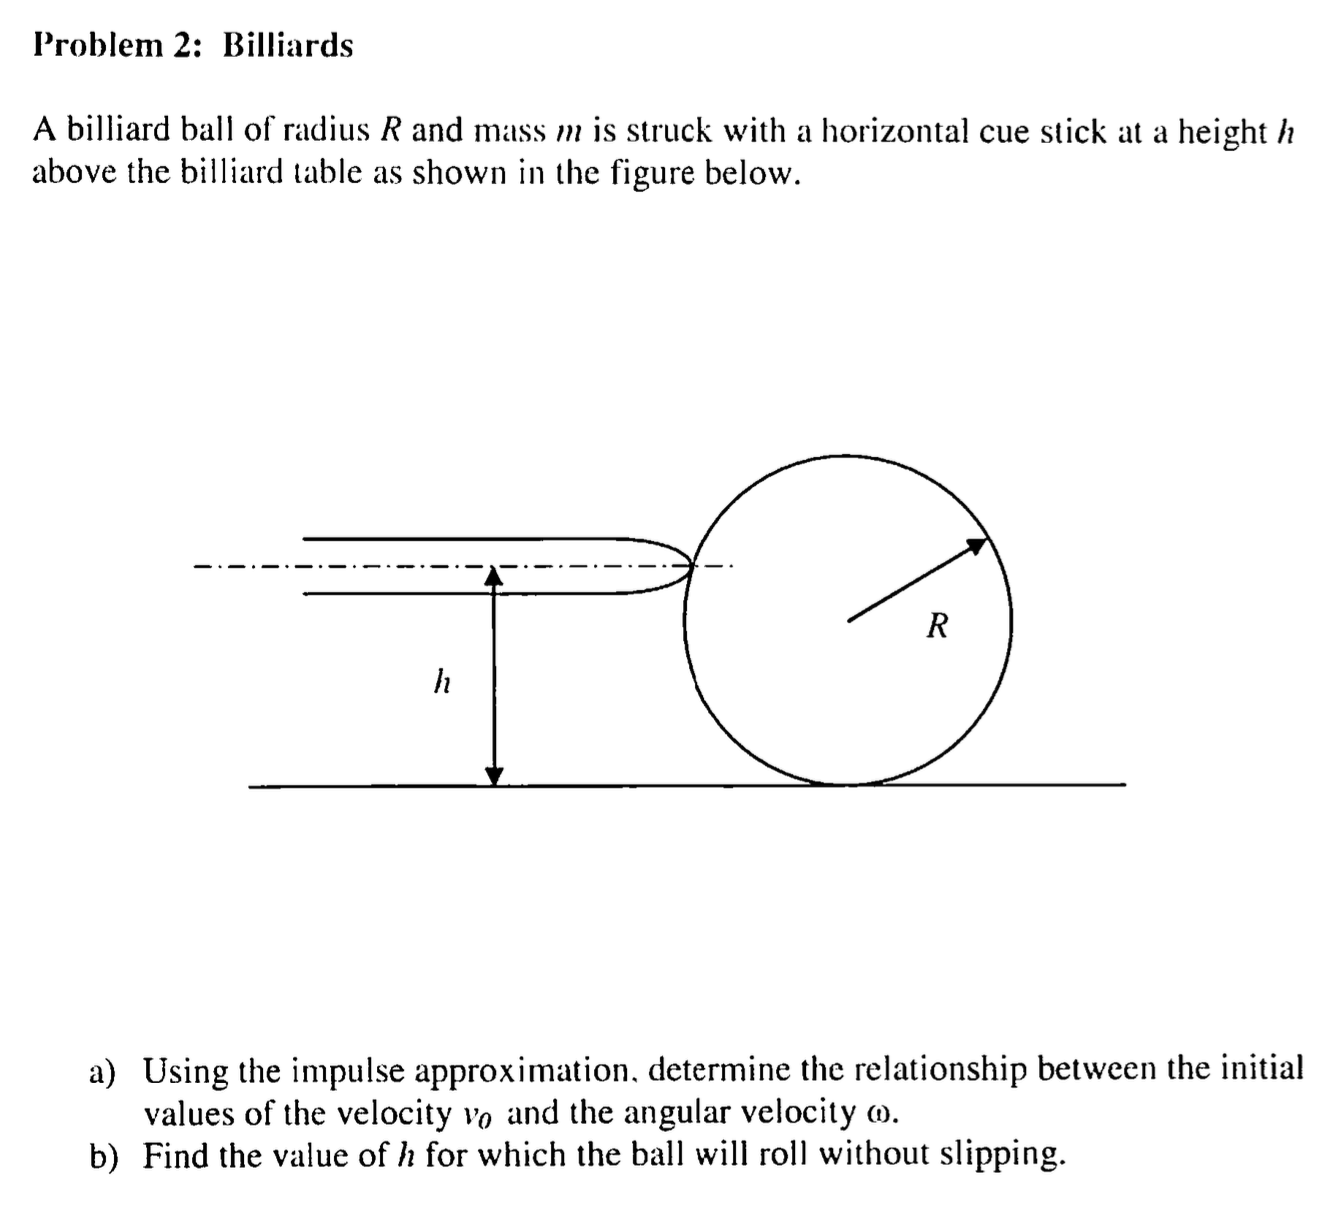 Problem 2: Billiards
A billiard ball of radius R and mass m is struck with a horizontal cue stick at a height h
above the billiard table as shown in the figure below.
R
h
a) Using the impulse approximation, determine the relationship between the initial
values of the velocity v₀ and the angular velocity ω.
b) Find the value of h for which the ball will roll without slipping.